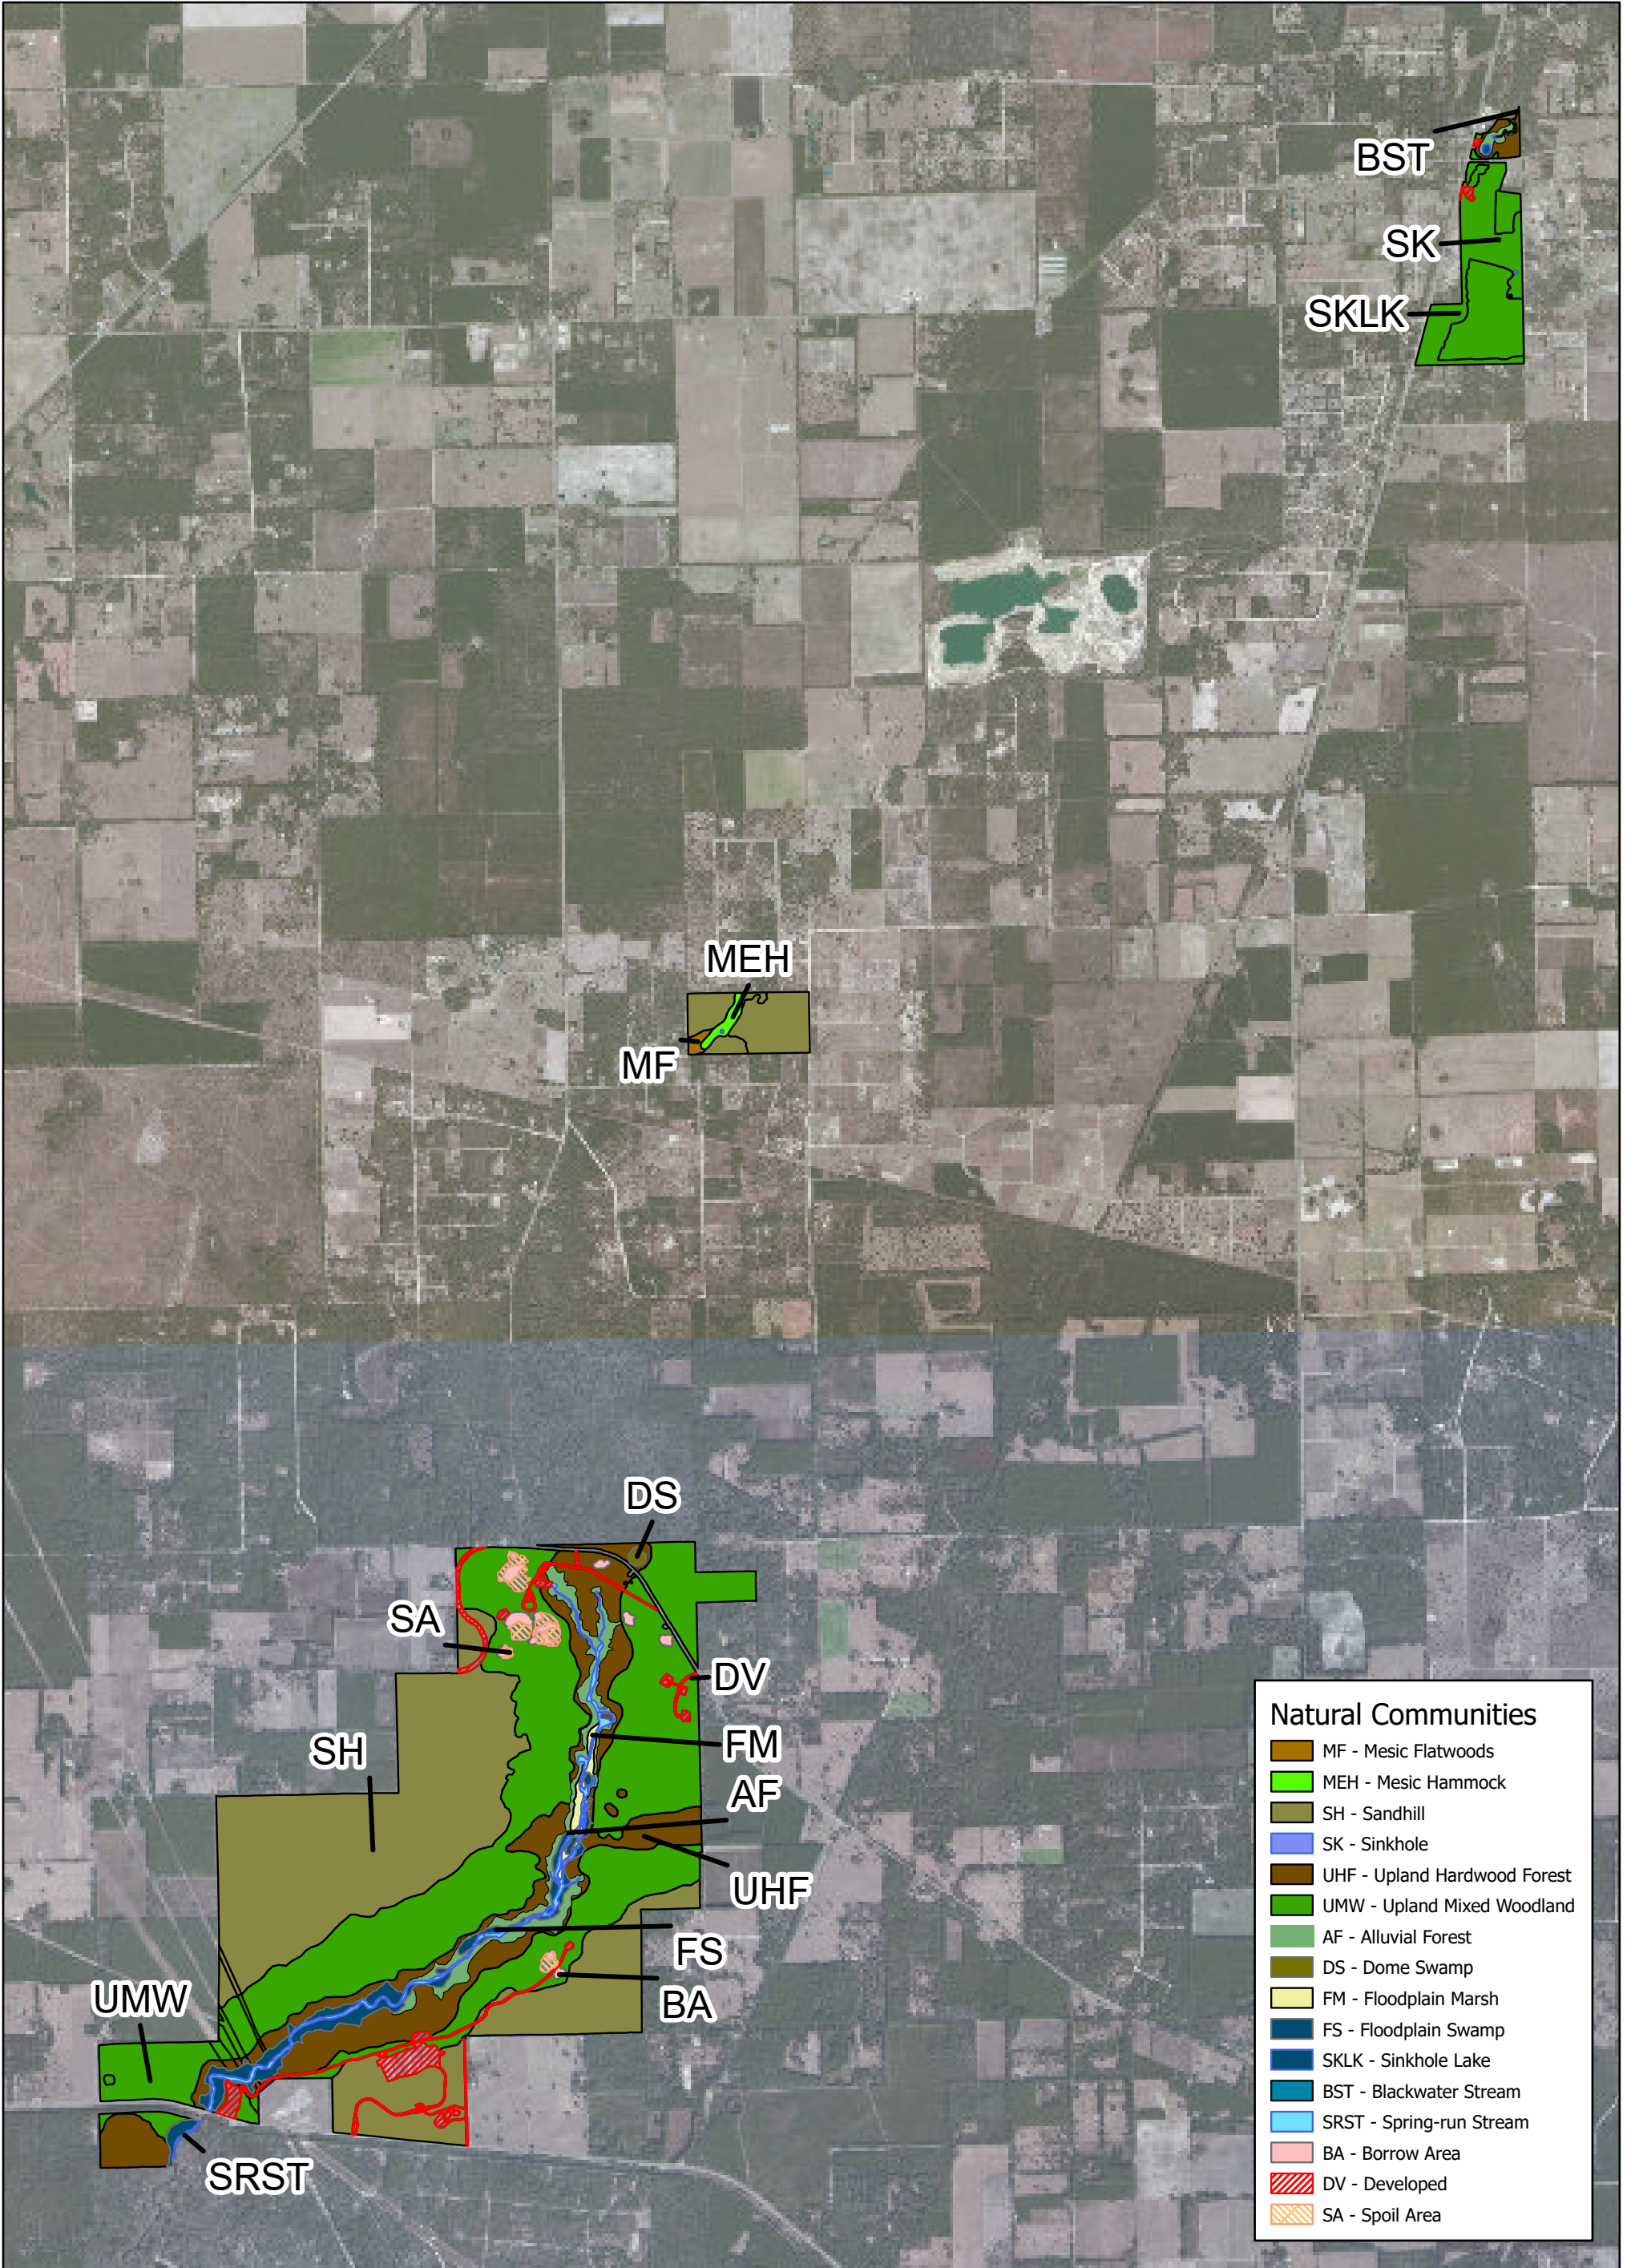 BST
SK
SKLK
MEH
MF
DS
SA
DV
SH
FM
AF
UHF
FS
UMW
BA
SRST
Natural Communities
MF - Mesic Flatwoods
MEH - Mesic Hammock
SH - Sandhill
SK - Sinkhole
UHF - Upland Hardwood Forest
UMW - Upland Mixed Woodland
AF - Alluvial Forest
DS - Dome Swamp
FM - Floodplain Marsh
FS - Floodplain Swamp
SKLK - Sinkhole Lake
BST - Blackwater Stream
SRST - Spring-run Stream
BA - Borrow Area
DV - Developed
SA - Spoil Area